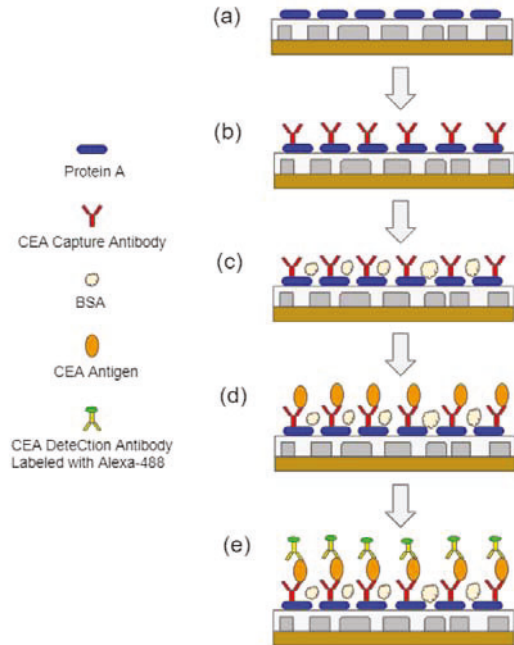 (a)
(b)
Protein A
CEA Capture Antibody
(c)
BSA
CEA Antigen
(d)
CEA DeteCtion Antibody
Labeled with Alexa-488
(e)